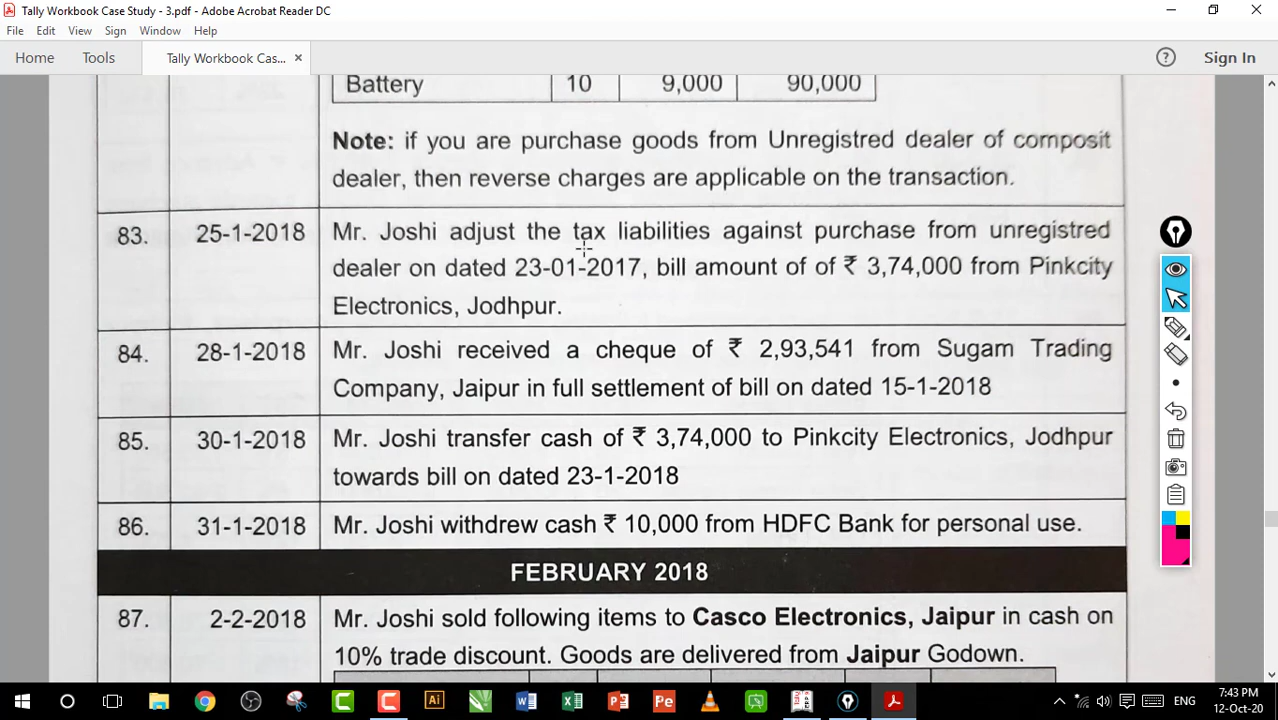 Tally Workbook Case Study - 3.pdf - Adobe Acrobat Reader DC
File Edit View Sign Window Help
Home Tools Tally Workbook Cas... × ? Sign In
Battery 10 9,000 90,000
Note: if you are purchase goods from Unregistred dealer of composit
dealer, then reverse charges are applicable on the transaction.
83. 25-1-2018 Mr. Joshi adjust the tax liabilities against purchase from unregistred
dealer on dated 23-01-2017, bill amount of of ₹ 3,74,000 from Pinkcity
Electronics, Jodhpur.
84. 28-1-2018 Mr. Joshi received a cheque of ₹ 2,93,541 from Sugam Trading
Company, Jaipur in full settlement of bill on dated 15-1-2018
85. 30-1-2018 Mr. Joshi transfer cash of ₹ 3,74,000 to Pinkcity Electronics, Jodhpur
towards bill on dated 23-1-2018
86. 31-1-2018 Mr. Joshi withdrew cash ₹ 10,000 from HDFC Bank for personal use.
FEBRUARY 2018
87. 2-2-2018 Mr. Joshi sold following items to Casco Electronics, Jaipur in cash on
10% trade discount. Goods are delivered from Jaipur Godown.
Ai W X P Pe
ENG 7:43 PM
12-Oct-20